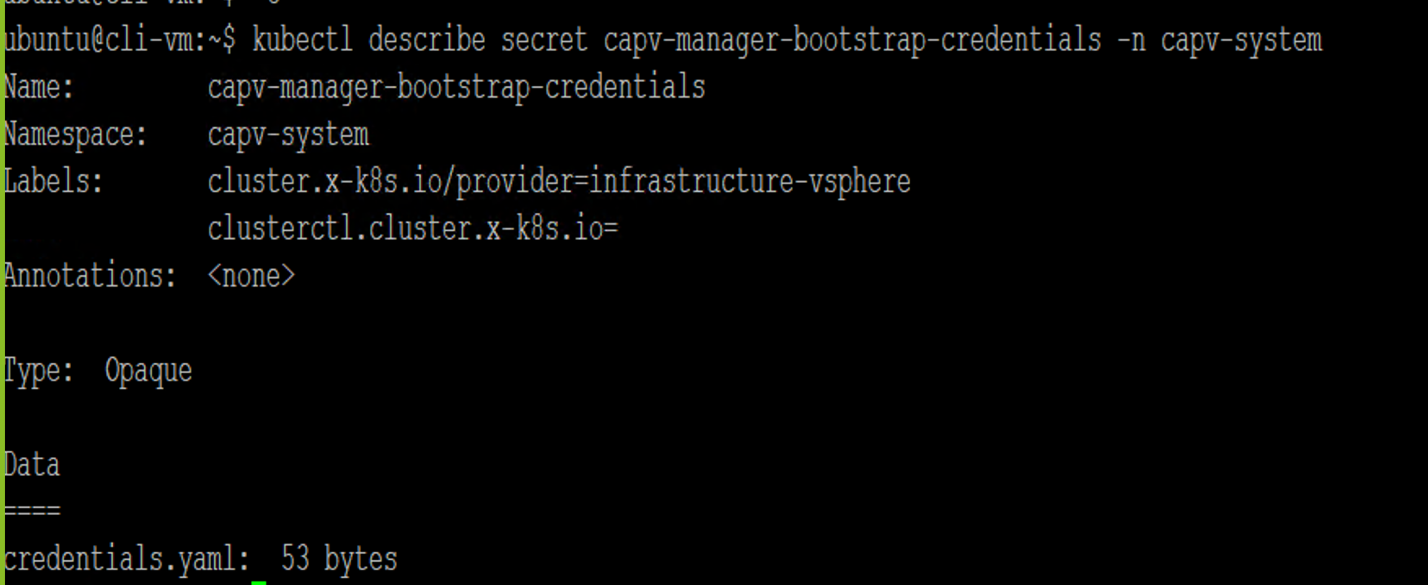 ubuntu@cli-vm:~$ kubectl describe secret capv-manager-bootstrap-credentials -n capv-system
Name:         capv-manager-bootstrap-credentials
Namespace:    capv-system
Labels:       cluster.x-k8s.io/provider=infrastructure-vsphere
              clusterctl.cluster.x-k8s.io=
Annotations:  <none>
Type:  Opaque
Data
====
credentials.yaml:  53 bytes